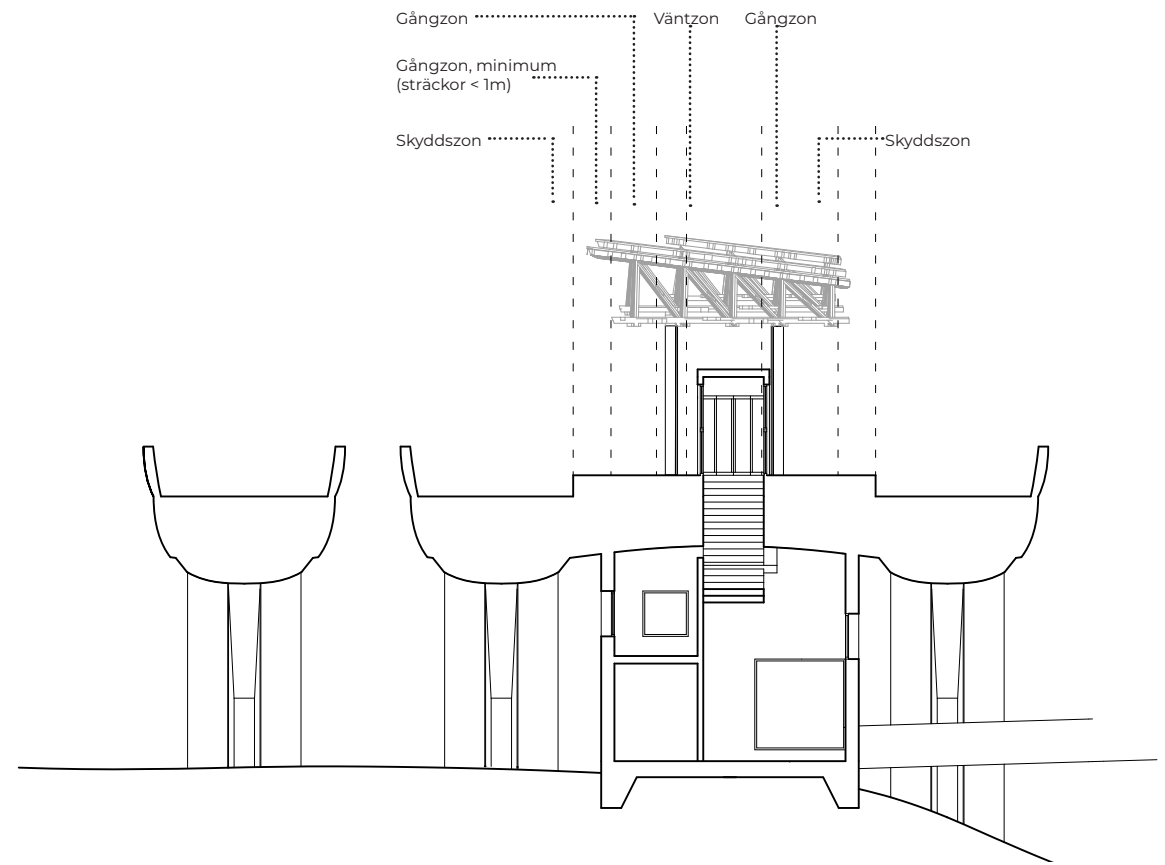 Gångzon
Väntzon
Gångzon
Gångzon, minimum
(sträckor < 1m)
Skyddszon
Skyddszon